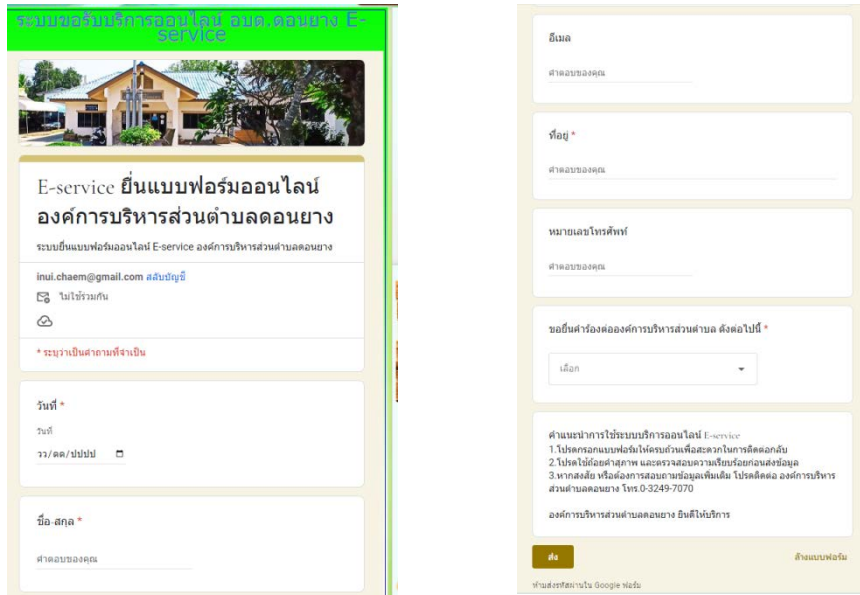 ระบบขอรับบริการออนไลน์ อบต.ดอนยาง E-
service
E-service ยื่นแบบฟอร์มออนไลน์
องค์การบริหารส่วนตำบลดอนยาง
ระบบยื่นแบบฟอร์มออนไลน์ E-service องค์การบริหารส่วนตำบลดอนยาง
inui.chaem@gmail.com สลับบัญชี
ไม่ใช้ร่วมกัน
* ระบุว่าเป็นคำถามที่จำเป็น
วันที่ *
วันที่
วว/ดด/ปปปป
ชื่อ-สกุล *
คำตอบของคุณ
อีเมล
คำตอบของคุณ
ที่อยู่ *
คำตอบของคุณ
หมายเลขโทรศัพท์
คำตอบของคุณ
ขอยื่นคำร้องต่อองค์การบริหารส่วนตำบล ดังต่อไปนี้ *
เลือก
คำแนะนำการใช้ระบบบริการออนไลน์ E-service
1.โปรดกรอกแบบฟอร์มให้ครบถ้วนเพื่อสะดวกในการติดต่อกลับ
2.โปรดใช้ถ้อยคำสุภาพ และตรวจสอบความเรียบร้อยก่อนส่งข้อมูล
3.หากสงสัย หรือต้องการสอบถามข้อมูลเพิ่มเติม โปรดติดต่อ องค์การบริหาร
ส่วนตำบลดอนยาง โทร.0-3249-7070
องค์การบริหารส่วนตำบลดอนยาง ยินดีให้บริการ
ส่ง
ล้างแบบฟอร์ม
ห้ามส่งรหัสผ่านใน Google ฟอร์ม